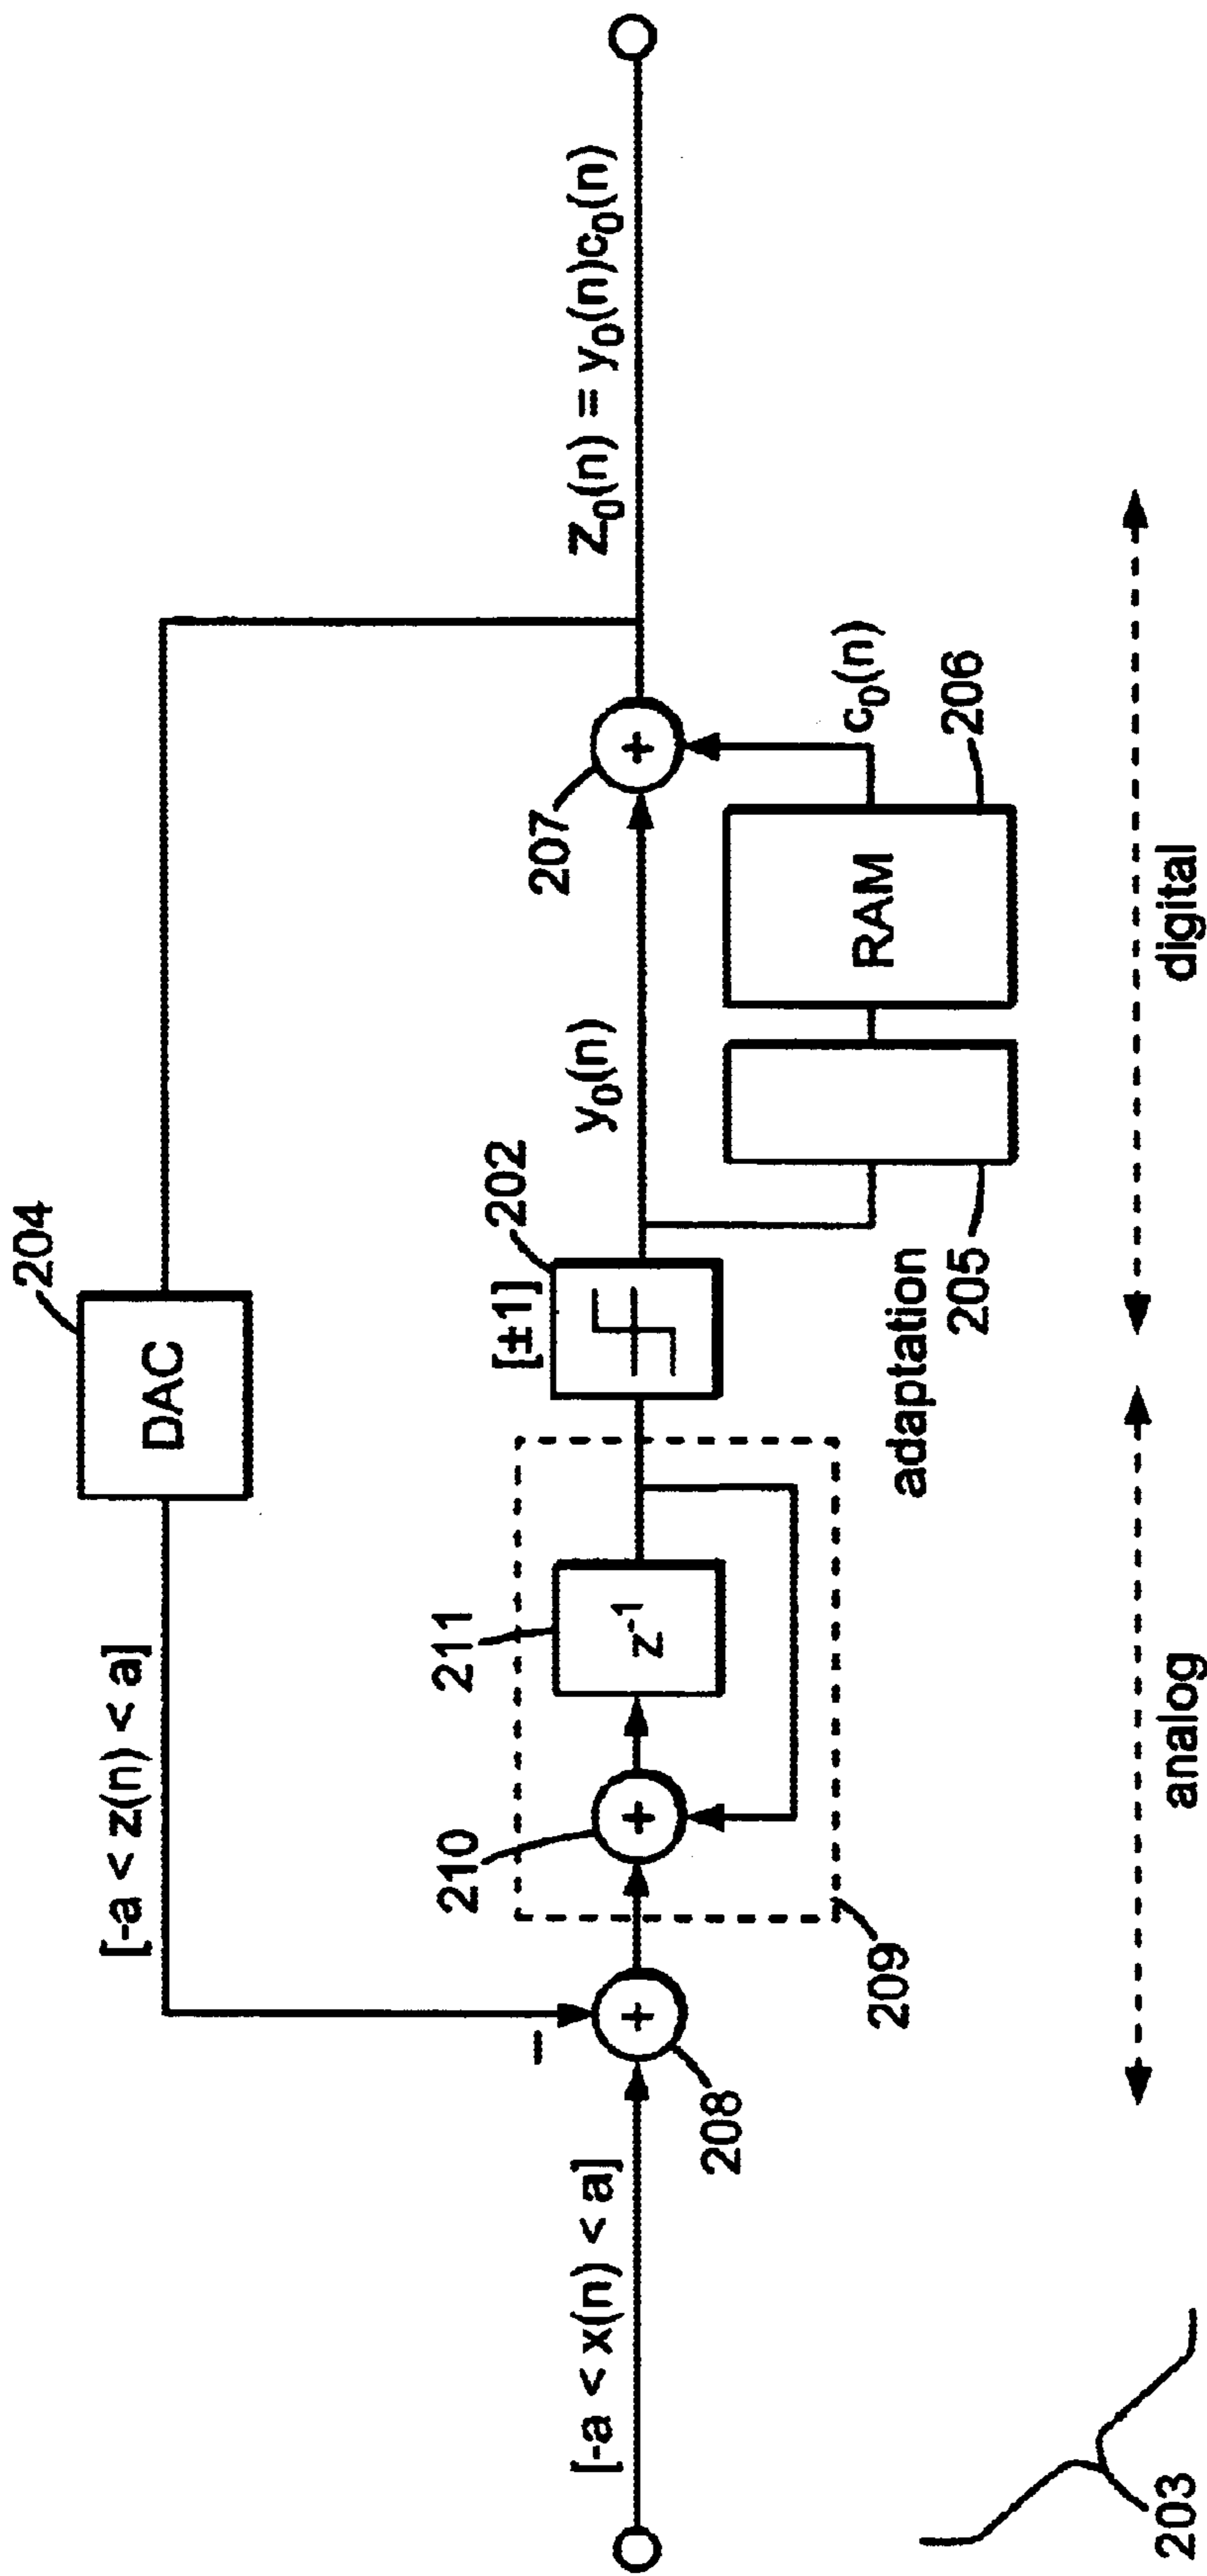 204
DAC
[-a < z(n) < a]
Z₀(n) = y₀(n)c₀(n)
[-a < x(n) < a]
-
+
208
210
+
211
z⁻¹
209
[±1]
202
y₀(n)
207
+
c₀(n)
adaptation
205
RAM
206
analog
digital
203